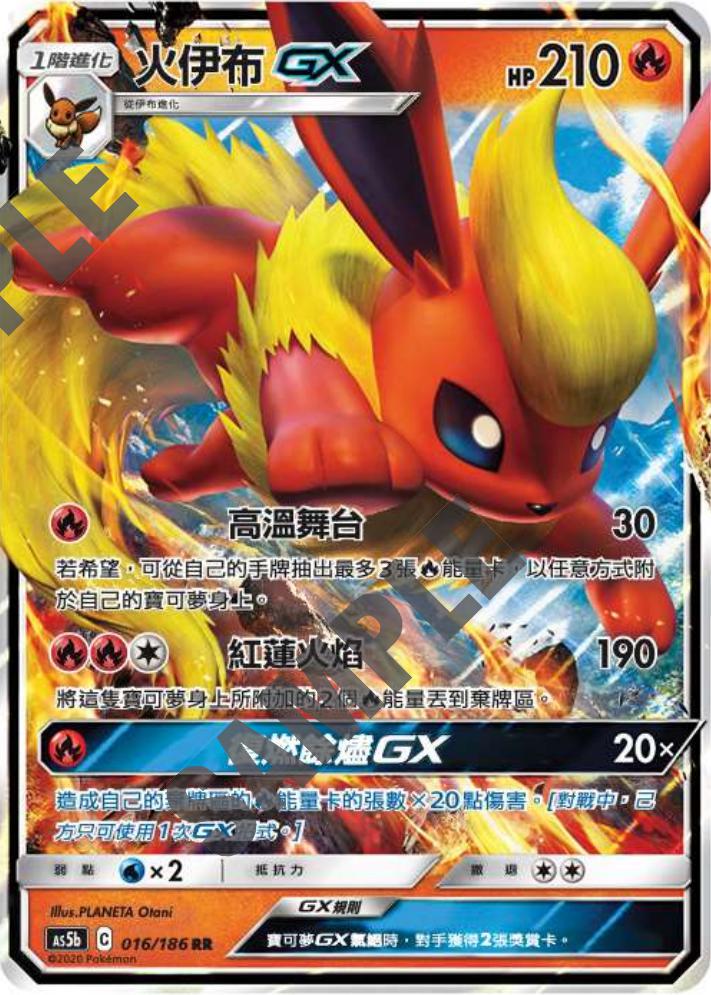 1階進化
火伊布GX
HP210
從伊布進化
高溫舞台 30
若希望,可從自己的手牌抽出最多3張能量卡,以任意方式附
於自己的寶可夢身上。
紅蓮火焰 190
將這隻寶可夢身上所附加的2個能量丟到棄牌區。
燼GX 20×
造成自己的棄牌區的能量卡的張數×20點傷害。[對戰中,己
方只可使用1次GX招式。]
弱點 ×2 抵抗力 撤退
Illus.PLANETA Otani
GX規則
AS5b C 016/186 RR
寶可夢GX氣絕時,對手獲得2張獎賞卡。
©2020 Pokémon
SAMPLE